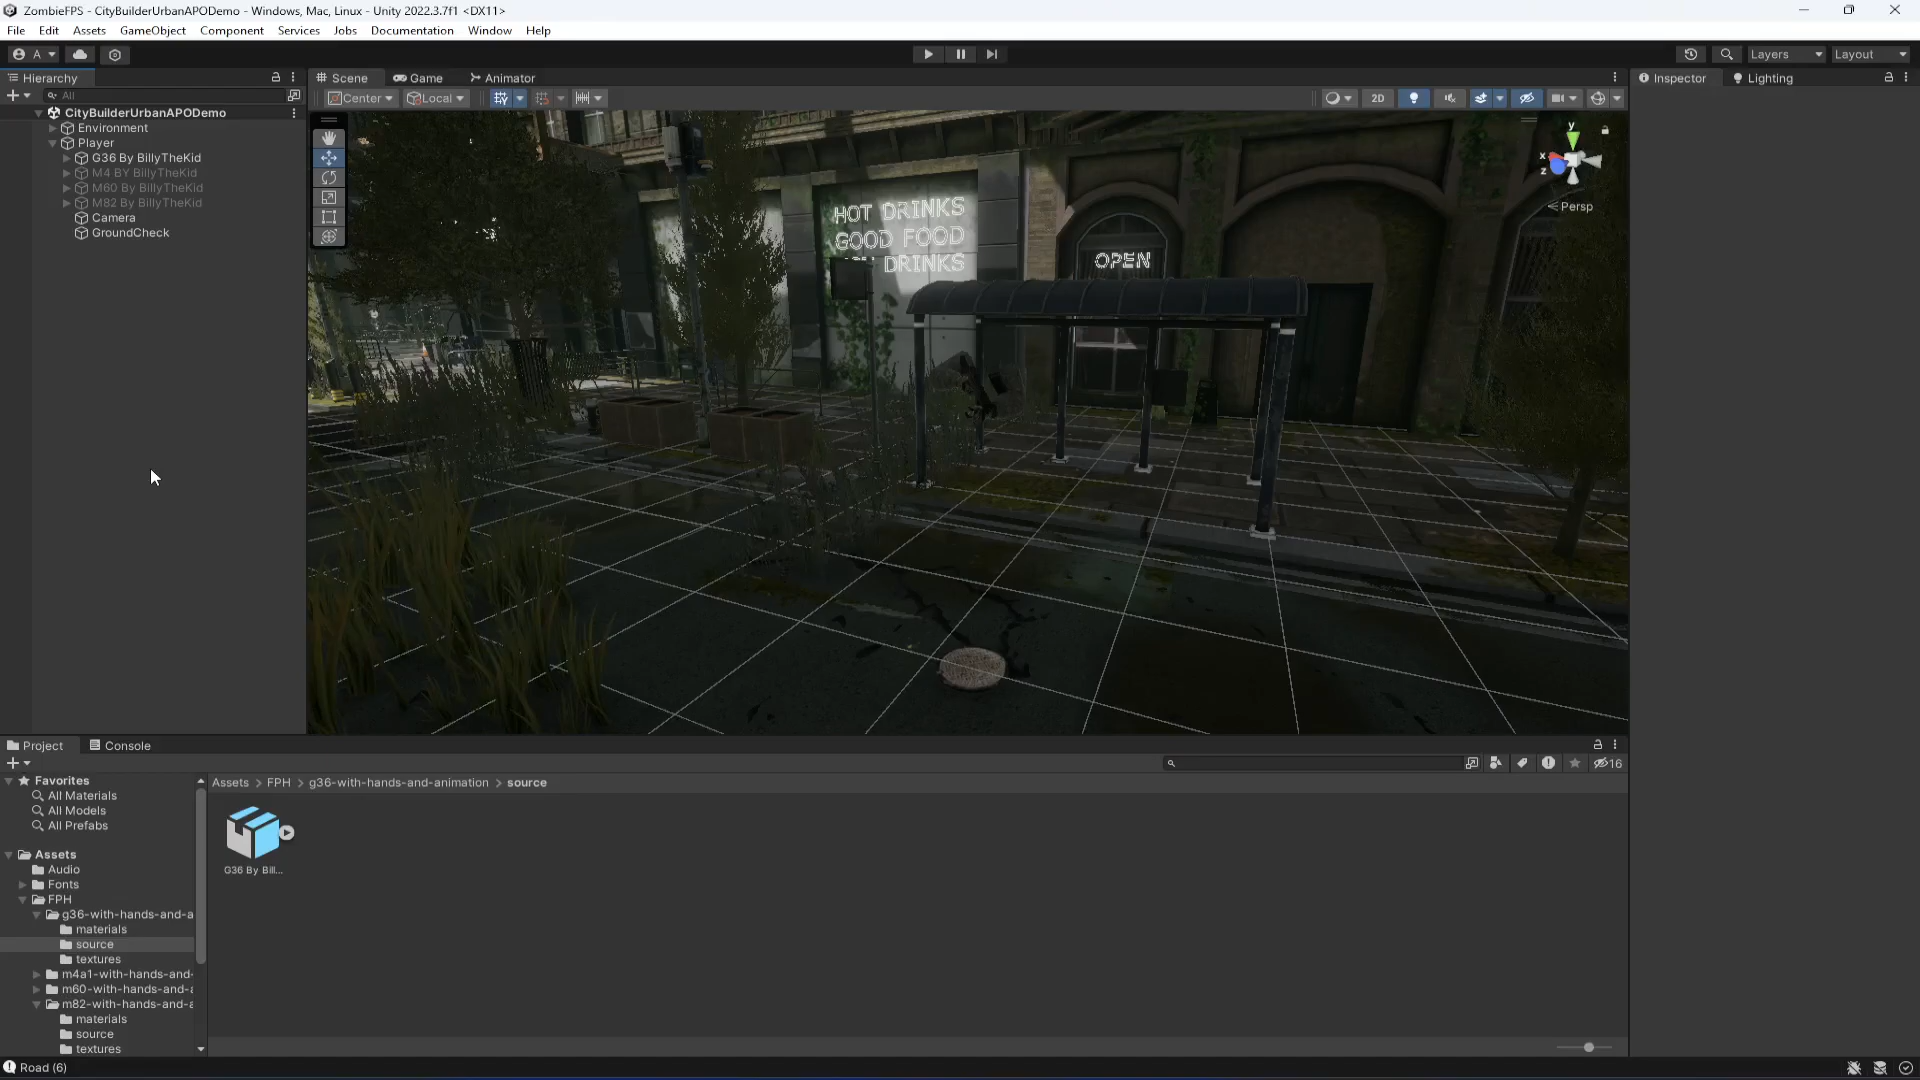 ZombieFPS - CityBuilderUrbanAPODemo - Windows, Mac, Linux - Unity 2022.3.7f1 <DX11>
File Edit Assets GameObject Component Services Jobs Documentation Window Help
A Layers Layout
Hierarchy
All
CityBuilderUrbanAPODemo
Environment
Player
G36 By BillyTheKid
M4 BY BillyTheKid
M60 By BillyTheKid
M82 By BillyTheKid
Camera
GroundCheck
Scene Game Animator
Center Local 2D
HOT DRINKS
GOOD FOOD
DRINKS
OPEN
y
x
z
Persp
Inspector Lighting
Project Console
16
Favorites
All Materials
All Models
All Prefabs
Assets
Audio
Fonts
FPH
g36-with-hands-and-a
materials
source
textures
m4a1-with-hands-and-
m60-with-hands-and-a
m82-with-hands-and-a
materials
source
textures
Assets > FPH > g36-with-hands-and-animation > source
G36 By Bill...
Road (6)